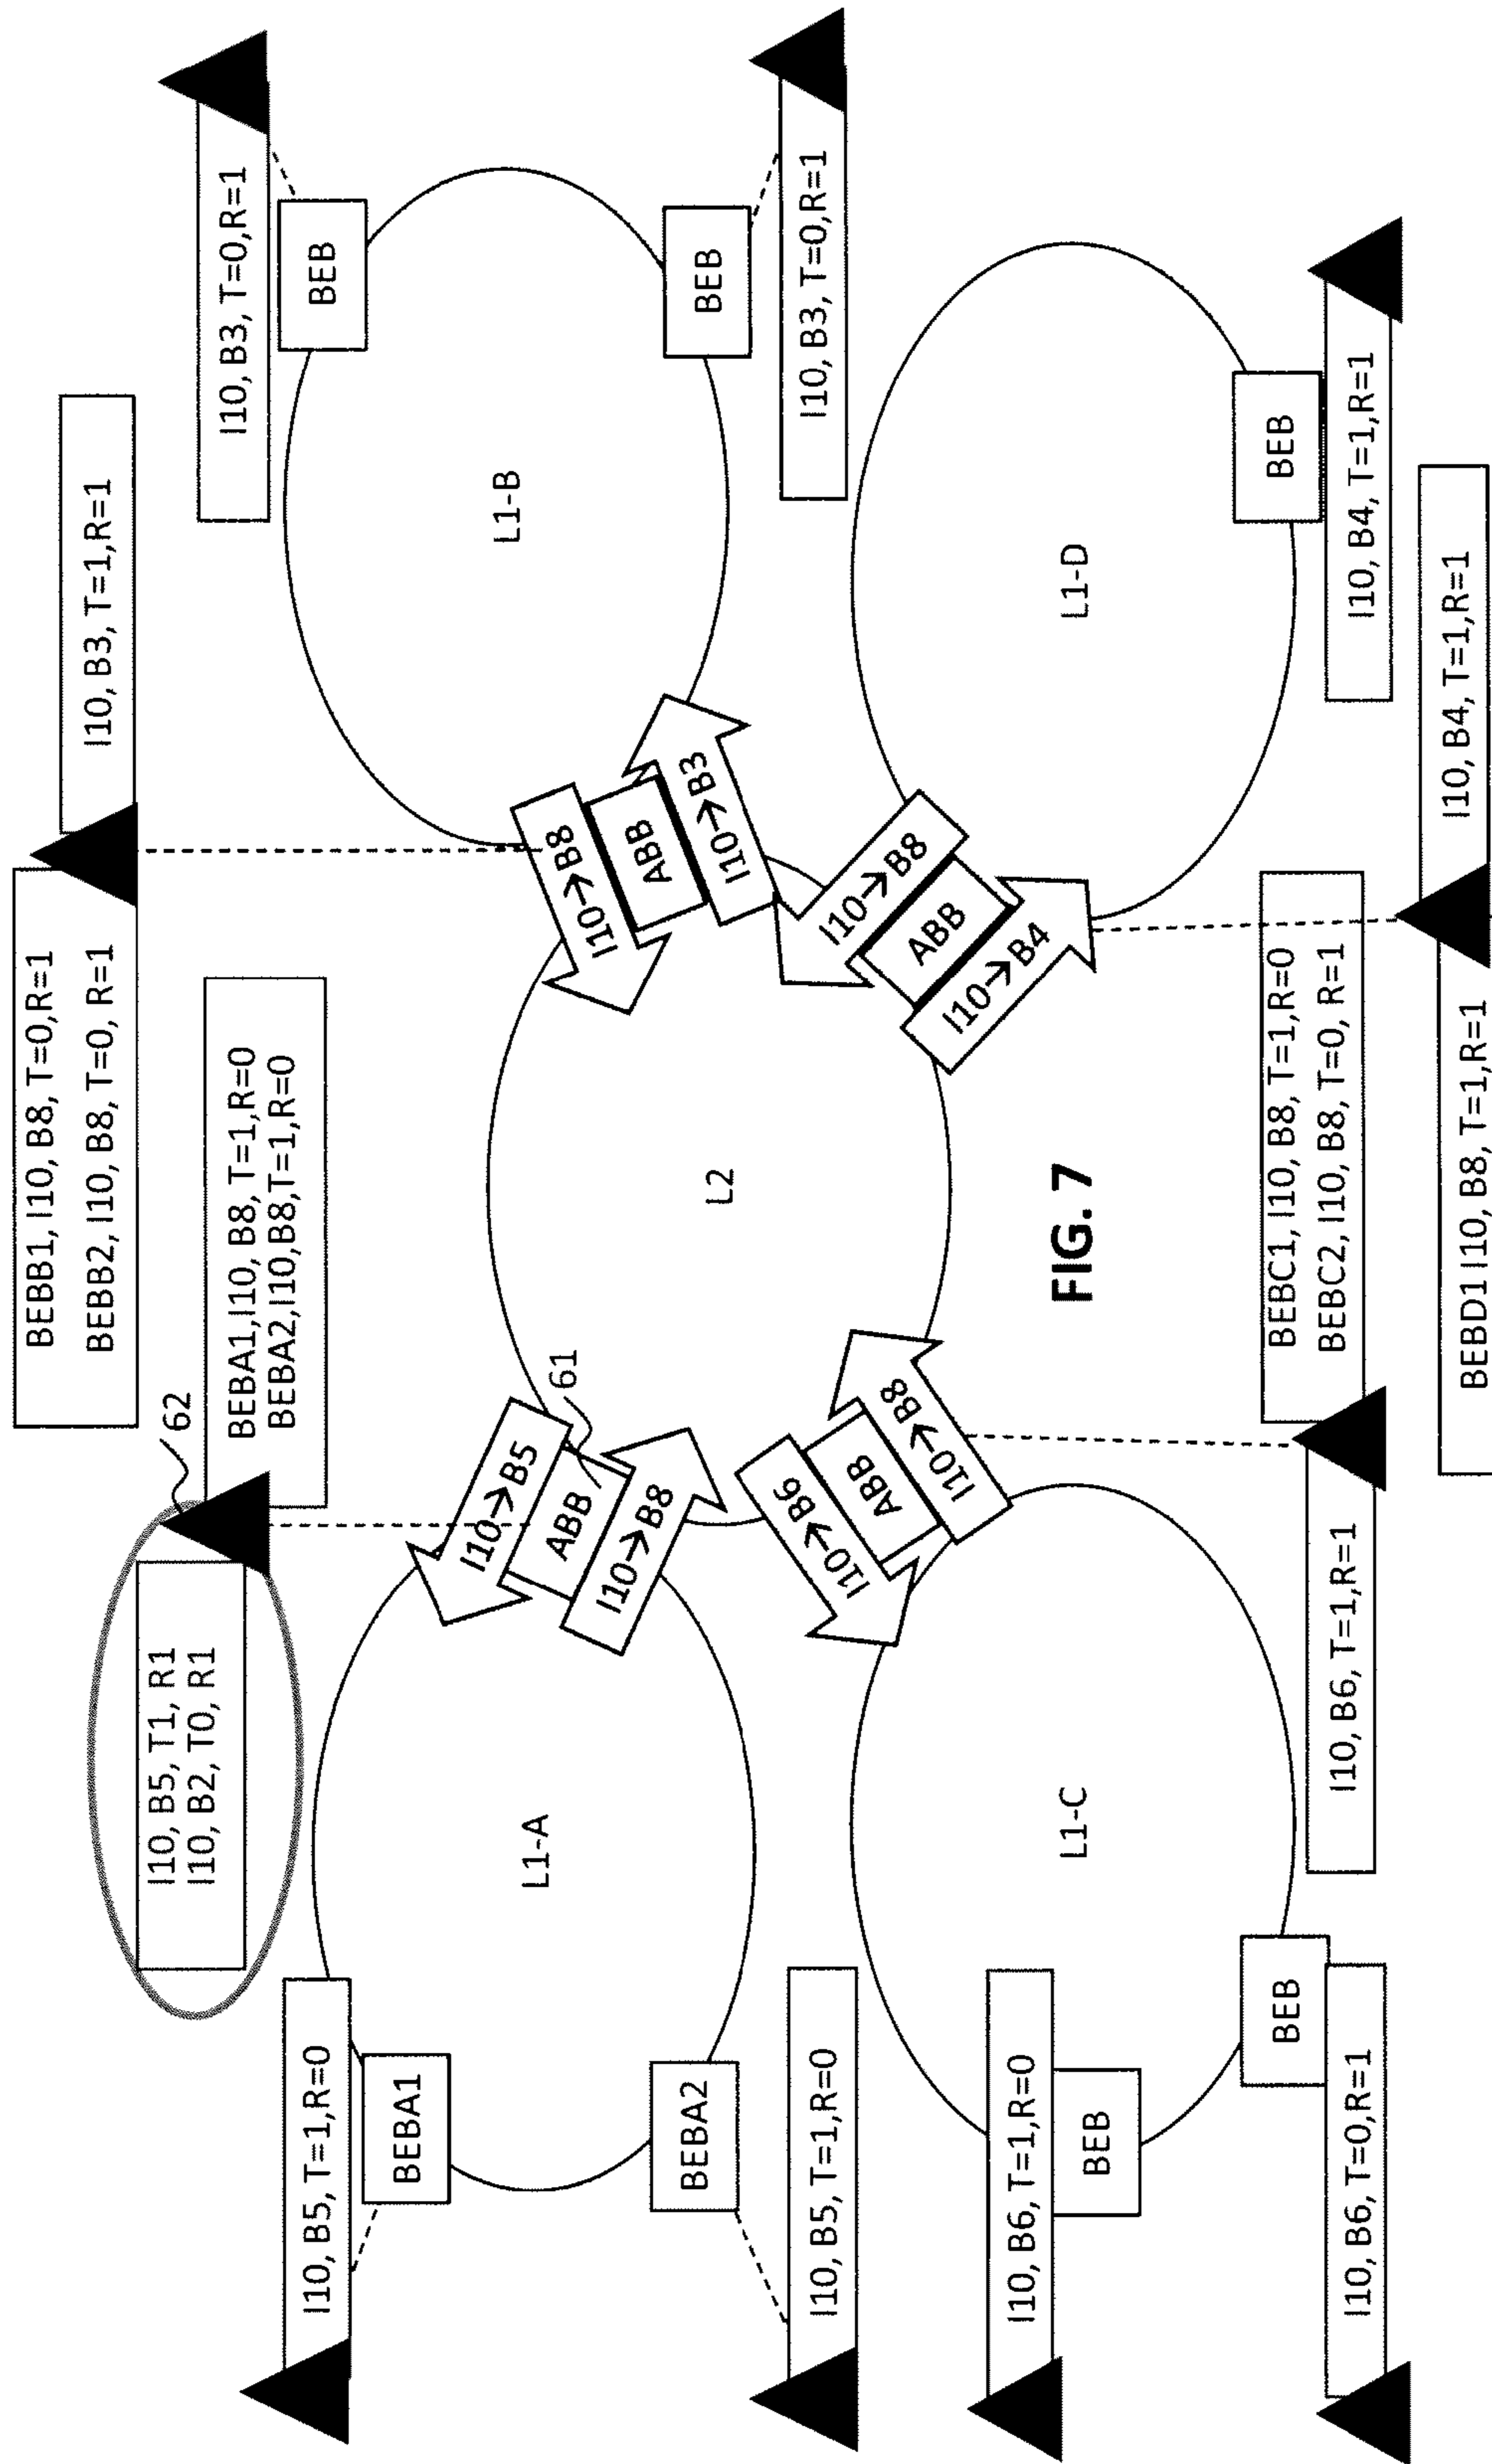 BEBB1, I10, B8, T=0,R=1
BEBB2, I10, B8, T=0, R=1
I10, B3, T=1,R=1
62
I10, B5, T1, R1
I10, B2, T0, R1
BEBA1,I10, B8, T=1,R=0
BEBA2,I10,B8,T=1,R=0
I10, B3, T=0,R=1
I10, B5, T=1,R=0
BEBA1
BEB
L1-A
I10→B5
ABB
I10→B8
61
I10→B8
ABB
I10→B3
L1-B
BEBA2
BEB
I10, B5, T=1,R=0
I10, B3, T=0,R=1
L2
I10→B6
ABB
I10→B8
I10→B8
ABB
I10→B4
I10, B6, T=1,R=0
BEB
L1-C
FIG. 7
L1-D
BEB
BEB
I10, B6, T=0,R=1
I10, B6, T=1,R=1
BEBC1, I10, B8, T=1,R=0
BEBC2, I10, B8, T=0, R=1
I10, B4, T=1,R=1
BEBD1 I10, B8, T=1,R=1
I10, B4, T=1,R=1